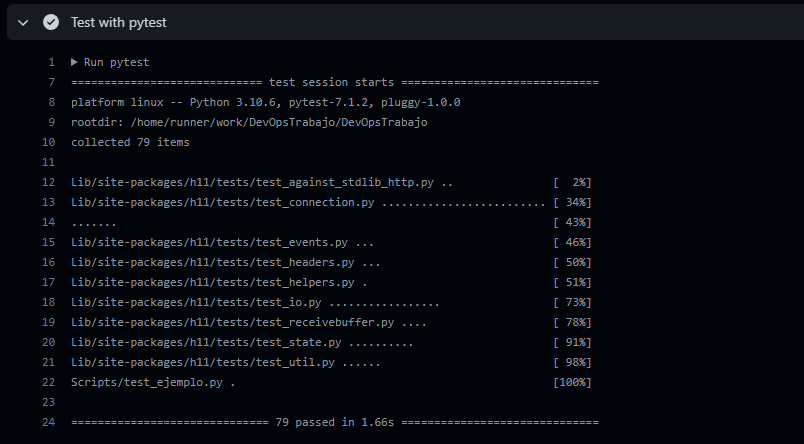 Test with pytest
1 ▶ Run pytest
7 ============================= test session starts ==============================
8 platform linux -- Python 3.10.6, pytest-7.1.2, pluggy-1.0.0
9 rootdir: /home/runner/work/DevOpsTrabajo/DevOpsTrabajo
10 collected 79 items
11
12 Lib/site-packages/h11/tests/test_against_stdlib_http.py .. [  2%]
13 Lib/site-packages/h11/tests/test_connection.py ......................... [ 34%]
14 ....... [ 43%]
15 Lib/site-packages/h11/tests/test_events.py ... [ 46%]
16 Lib/site-packages/h11/tests/test_headers.py ... [ 50%]
17 Lib/site-packages/h11/tests/test_helpers.py . [ 51%]
18 Lib/site-packages/h11/tests/test_io.py ................. [ 73%]
19 Lib/site-packages/h11/tests/test_receivebuffer.py .... [ 78%]
20 Lib/site-packages/h11/tests/test_state.py .......... [ 91%]
21 Lib/site-packages/h11/tests/test_util.py ...... [ 98%]
22 Scripts/test_ejemplo.py . [100%]
23
24 ============================== 79 passed in 1.66s ==============================